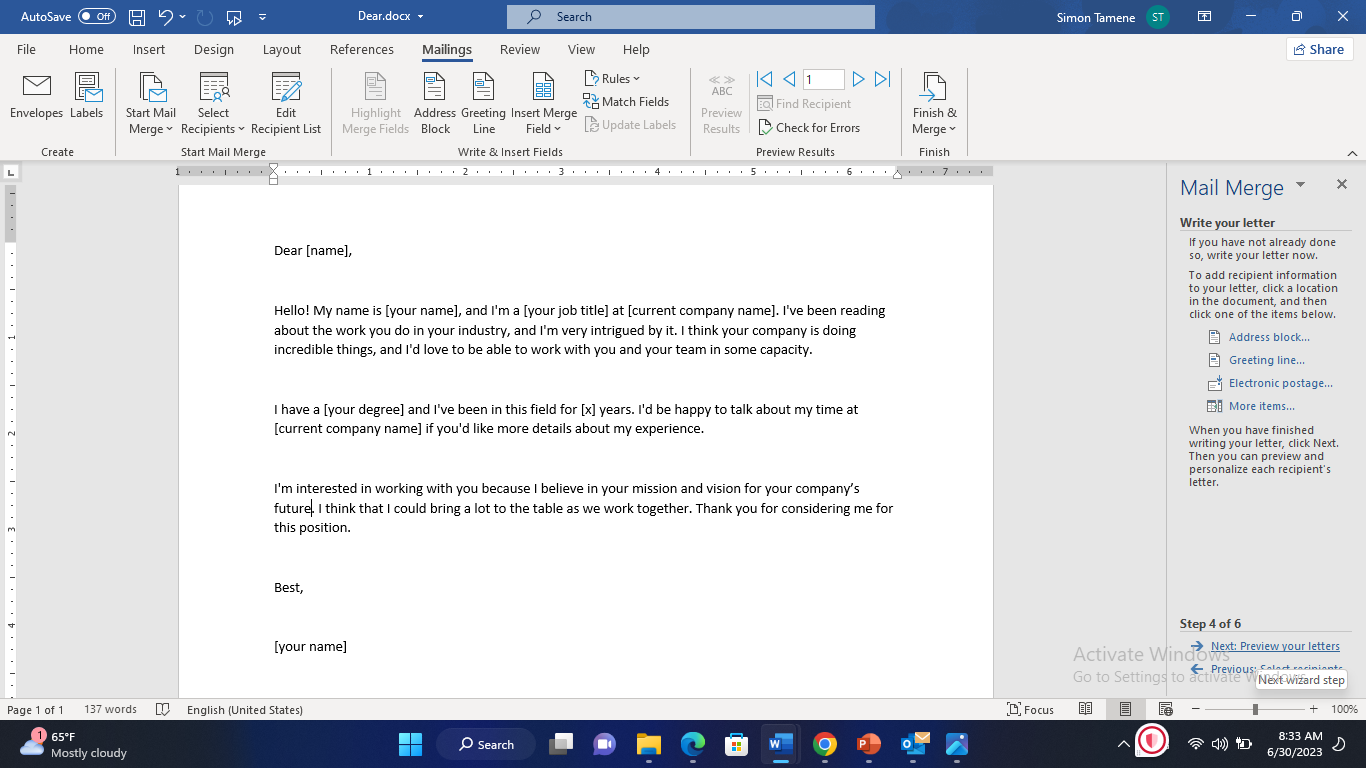 AutoSave Off Dear.docx Search Simon Tamene ST
File Home Insert Design Layout References Mailings Review View Help Share
Envelopes Labels Start Mail Merge Select Recipients Edit Recipient List Highlight Merge Fields Address Block Greeting Line Insert Merge Field Rules Match Fields Update Labels ABC Preview Results 1 Find Recipient Check for Errors Finish & Merge
Create Start Mail Merge Write & Insert Fields Preview Results Finish
L 1 1 2 3 4 5 6 7
Dear [name],
Hello! My name is [your name], and I'm a [your job title] at [current company name]. I've been reading
about the work you do in your industry, and I'm very intrigued by it. I think your company is doing
incredible things, and I'd love to be able to work with you and your team in some capacity.
I have a [your degree] and I've been in this field for [x] years. I'd be happy to talk about my time at
[current company name] if you'd like more details about my experience.
I'm interested in working with you because I believe in your mission and vision for your company’s
future. I think that I could bring a lot to the table as we work together. Thank you for considering me for
this position.
Best,
[your name]
1
2
3
4
Mail Merge
Write your letter
If you have not already done
so, write your letter now.
To add recipient information
to your letter, click a location
in the document, and then
click one of the items below.
Address block...
Greeting line...
Electronic postage...
More items...
When you have finished
writing your letter, click Next.
Then you can preview and
personalize each recipient's
letter.
Step 4 of 6
Next: Preview your letters
Previous: Select recipients
Next wizard step
Activate Windows
Go to Settings to activate Windows.
Page 1 of 1 137 words English (United States) Focus 100%
1 65°F
Mostly cloudy
Search
8:33 AM
6/30/2023